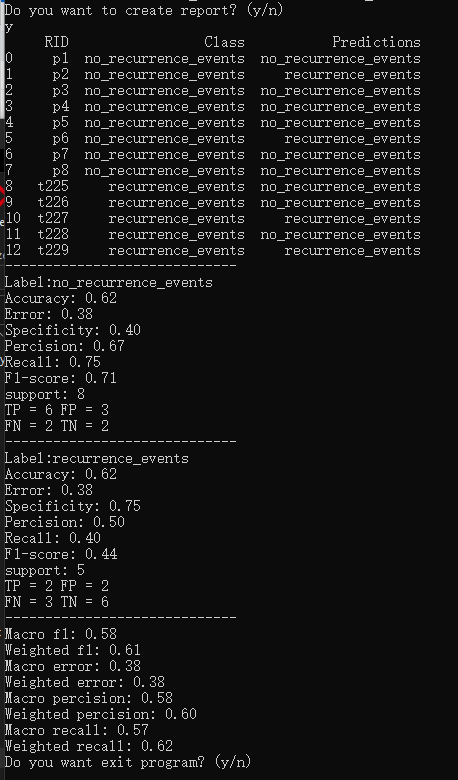 Do you want to create report? (y/n)
y
RID Class Predictions
0 p1 no_recurrence_events no_recurrence_events
1 p2 no_recurrence_events recurrence_events
2 p3 no_recurrence_events no_recurrence_events
3 p4 no_recurrence_events no_recurrence_events
4 p5 no_recurrence_events no_recurrence_events
5 p6 no_recurrence_events recurrence_events
6 p7 no_recurrence_events no_recurrence_events
7 p8 no_recurrence_events no_recurrence_events
8 t225 recurrence_events no_recurrence_events
9 t226 recurrence_events no_recurrence_events
10 t227 recurrence_events recurrence_events
11 t228 recurrence_events no_recurrence_events
12 t229 recurrence_events recurrence_events
-----------------------------
Label:no_recurrence_events
Accuracy: 0.62
Error: 0.38
Specificity: 0.40
Percision: 0.67
Recall: 0.75
F1-score: 0.71
support: 8
TP = 6 FP = 3
FN = 2 TN = 2
-----------------------------
Label:recurrence_events
Accuracy: 0.62
Error: 0.38
Specificity: 0.75
Percision: 0.50
Recall: 0.40
F1-score: 0.44
support: 5
TP = 2 FP = 2
FN = 3 TN = 6
-----------------------------
Macro f1: 0.58
Weighted f1: 0.61
Macro error: 0.38
Weighted error: 0.38
Macro percision: 0.58
Weighted percision: 0.60
Macro recall: 0.57
Weighted recall: 0.62
Do you want exit program? (y/n)